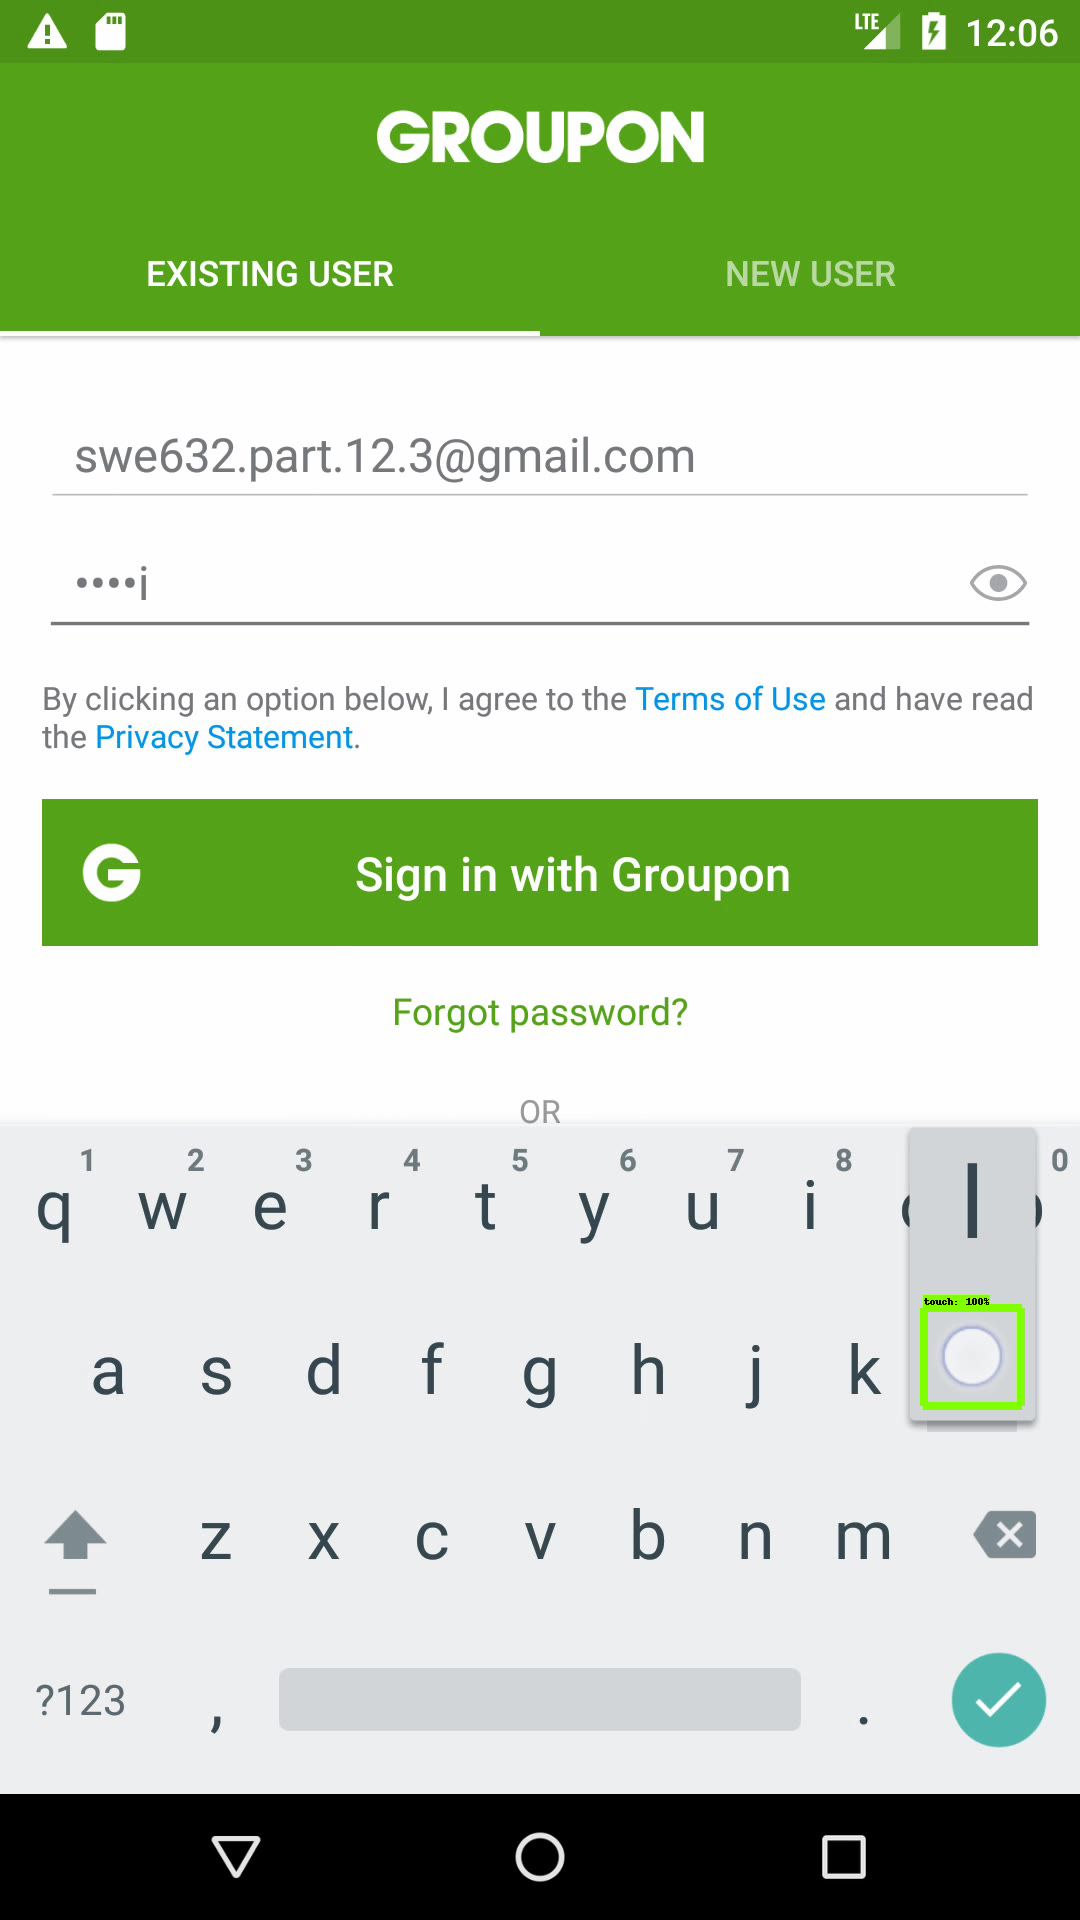 LTE 12:06
GROUPON
EXISTING USER NEW USER
swe632.part.12.3@gmail.com
••••i
By clicking an option below, I agree to the Terms of Use and have read
the Privacy Statement.
G Sign in with Groupon
Forgot password?
OR
1 2 3 4 5 6 7 8 0
q w e r t y u i l
touch: 100%
a s d f g h j k
z x c v b n m
?123 , .